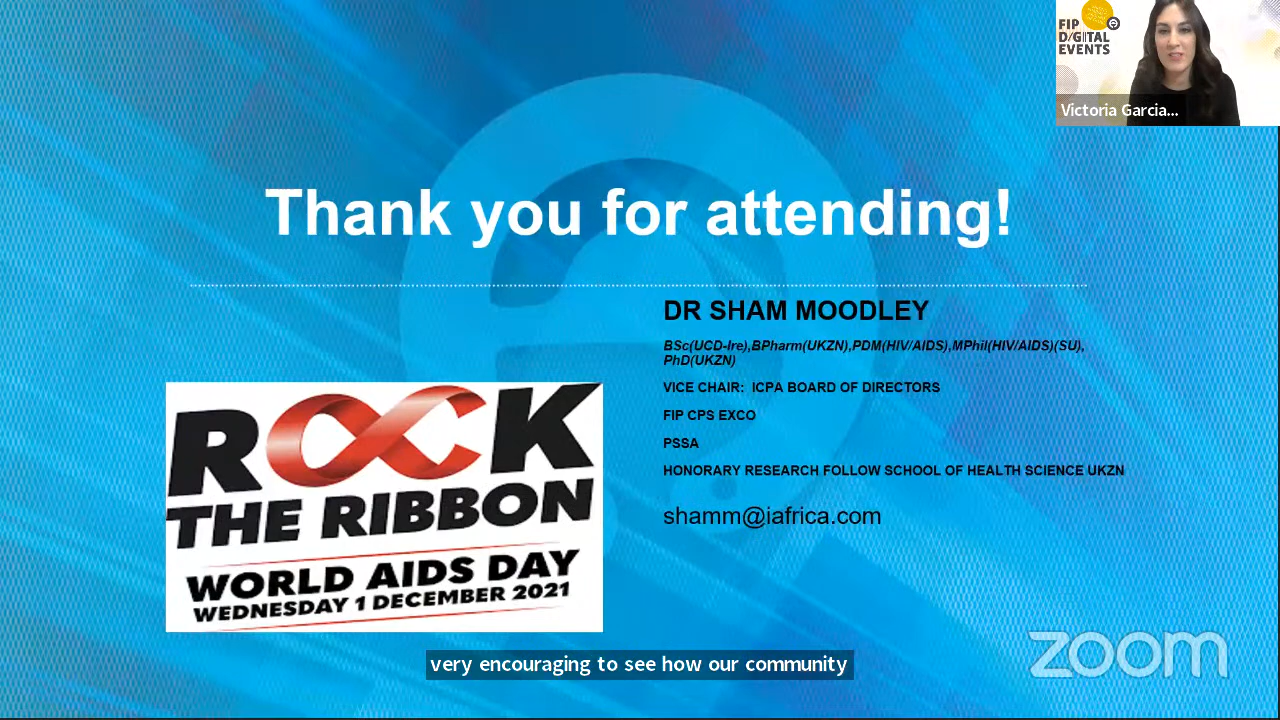 FIP
DIGITAL
EVENTS
Victoria Garcia...
Thank you for attending!
DR SHAM MOODLEY
BSc(UCD-Ire),BPharm(UKZN),PDM(HIV/AIDS),MPhil(HIV/AIDS)(SU),
PhD(UKZN)
VICE CHAIR: ICPA BOARD OF DIRECTORS
FIP CPS EXCO
PSSA
HONORARY RESEARCH FOLLOW SCHOOL OF HEALTH SCIENCE UKZN
shamm@iafrica.com
ROCK
THE RIBBON
WORLD AIDS DAY
WEDNESDAY 1 DECEMBER 2021
very encouraging to see how our community
zoom